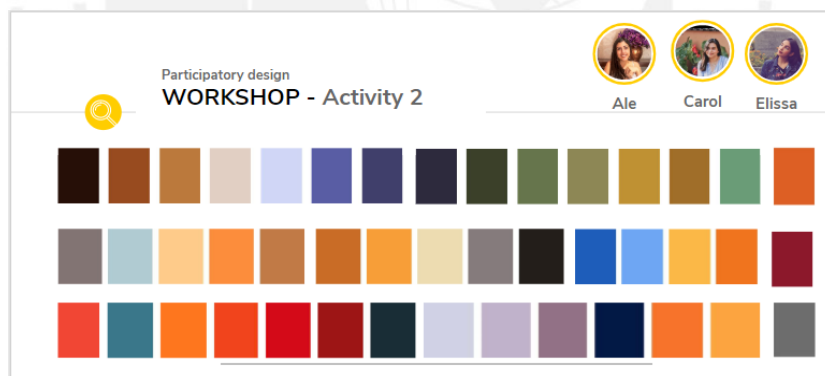 Participatory design
WORKSHOP - Activity 2
Ale
Carol
Elissa